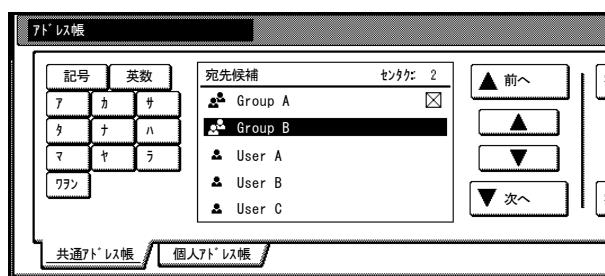 アドレス帳
記号 英数
ア カ サ
タ ナ ハ
マ ヤ ラ
ワヲン
宛先候補 センタク: 2
Group A
Group B
User A
User B
User C
前へ
次へ
共通アドレス帳 個人アドレス帳